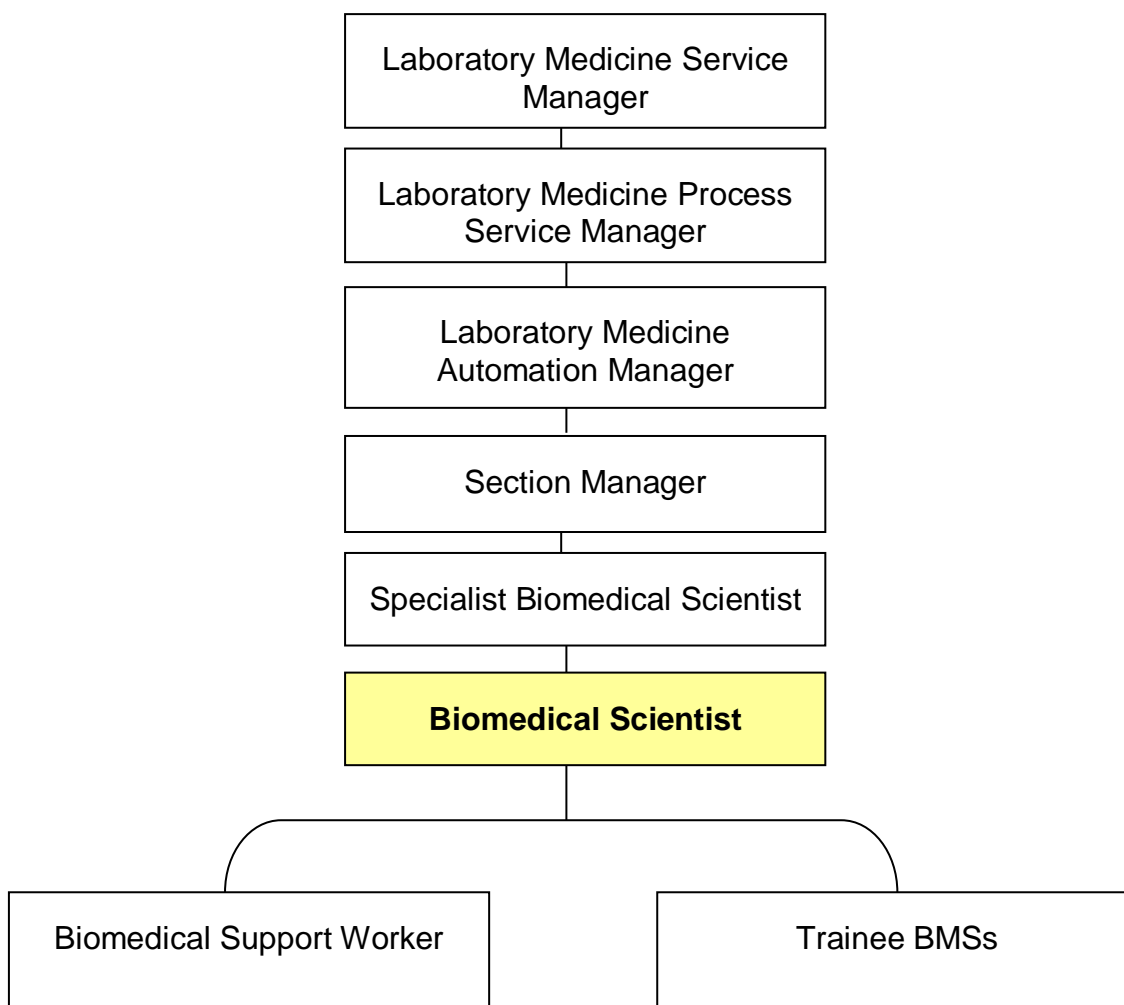 Laboratory Medicine Service
Manager
Laboratory Medicine Process
Service Manager
Laboratory Medicine
Automation Manager
Section Manager
Specialist Biomedical Scientist
Biomedical Scientist
Biomedical Support Worker
Trainee BMSs